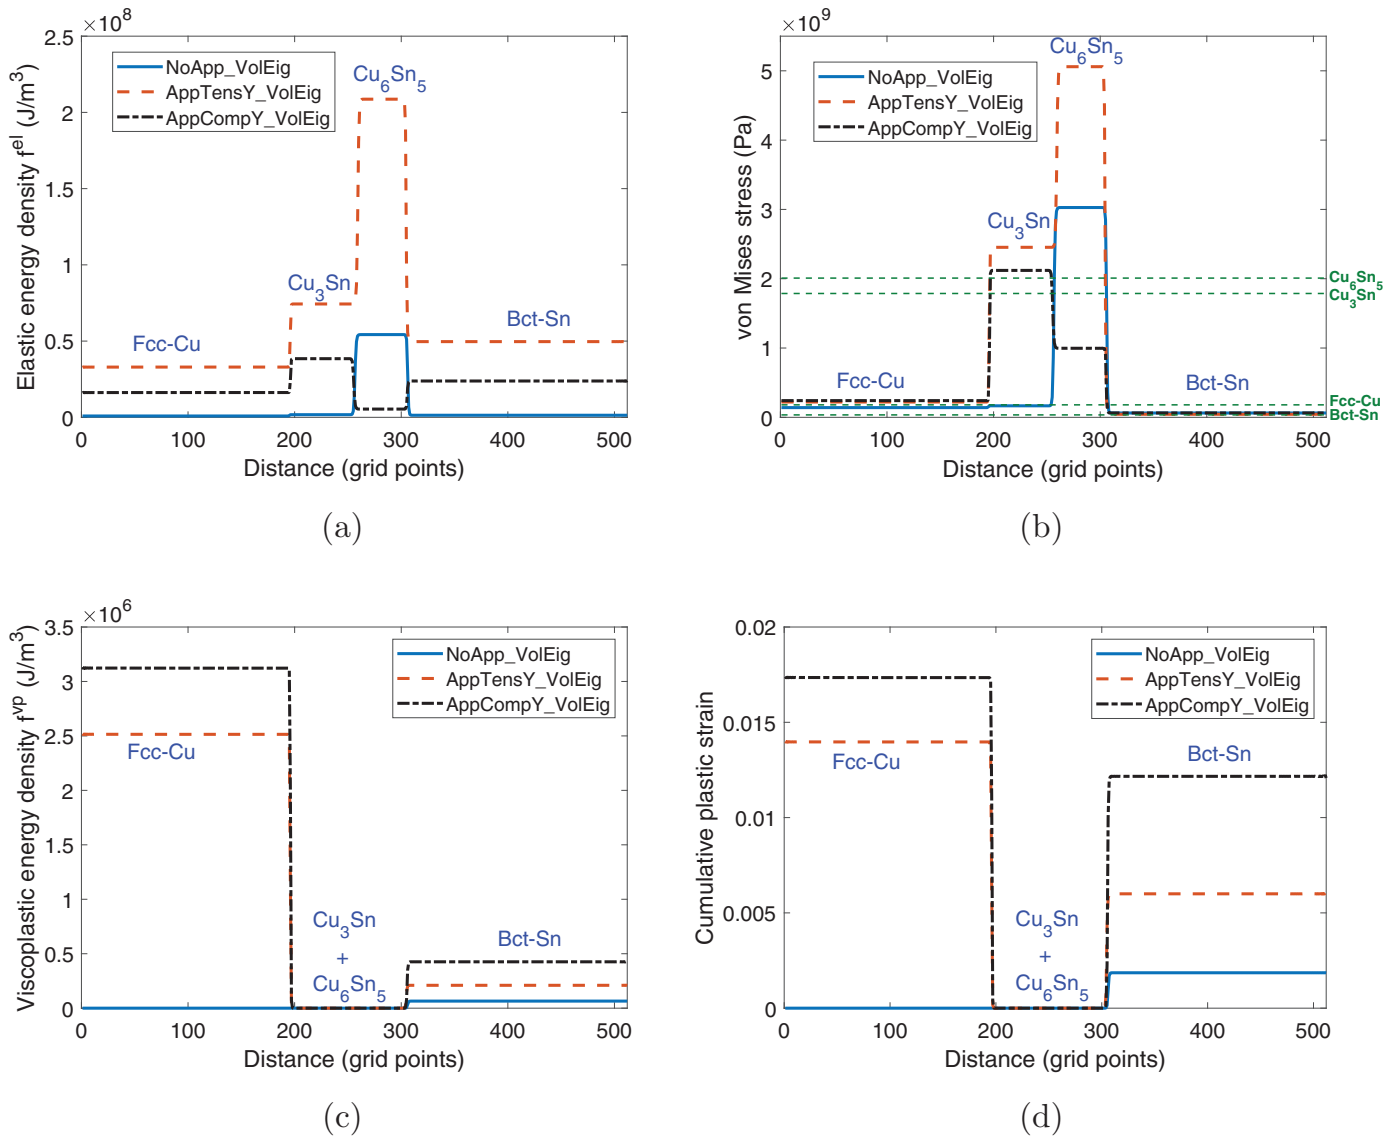 ×10^8
Elastic energy density f^el (J/m^3)
2.5
2
1.5
1
0.5
0
NoApp_VolEig
AppTensY_VolEig
AppCompY_VolEig
Cu6Sn5
Cu3Sn
Fcc-Cu
Bct-Sn
0 100 200 300 400 500
Distance (grid points)
(a)
×10^9
von Mises stress (Pa)
5
4
3
2
1
0
NoApp_VolEig
AppTensY_VolEig
AppCompY_VolEig
Cu6Sn5
Cu3Sn
Fcc-Cu
Bct-Sn
Cu6Sn5
Cu3Sn
Fcc-Cu
Bct-Sn
0 100 200 300 400 500
Distance (grid points)
(b)
×10^6
Viscoplastic energy density f^vp (J/m^3)
3.5
3
2.5
2
1.5
1
0.5
0
NoApp_VolEig
AppTensY_VolEig
AppCompY_VolEig
Fcc-Cu
Cu3Sn
+
Cu6Sn5
Bct-Sn
0 100 200 300 400 500
Distance (grid points)
(c)
Cumulative plastic strain
0.02
0.015
0.01
0.005
0
NoApp_VolEig
AppTensY_VolEig
AppCompY_VolEig
Fcc-Cu
Bct-Sn
Cu3Sn
+
Cu6Sn5
0 100 200 300 400 500
Distance (grid points)
(d)